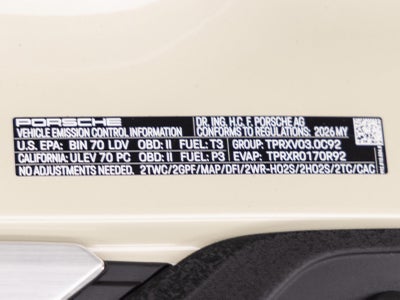 PORSCHE DR. ING. H.C. F. PORSCHE AG
VEHICLE EMISSION CONTROL INFORMATION CONFORMS TO REGULATIONS: 2026 MY
U.S. EPA: BIN 70 LDV OBD: II FUEL: T3 GROUP: TPRXV03.0C92
CALIFORNIA: ULEV 70 PC OBD: II FUEL: P3 EVAP: TPRXR0170R92
NO ADJUSTMENTS NEEDED. 2TWC/2GPF/MAP/DFI/2WR-HO2S/2HO2S/2TC/CAC